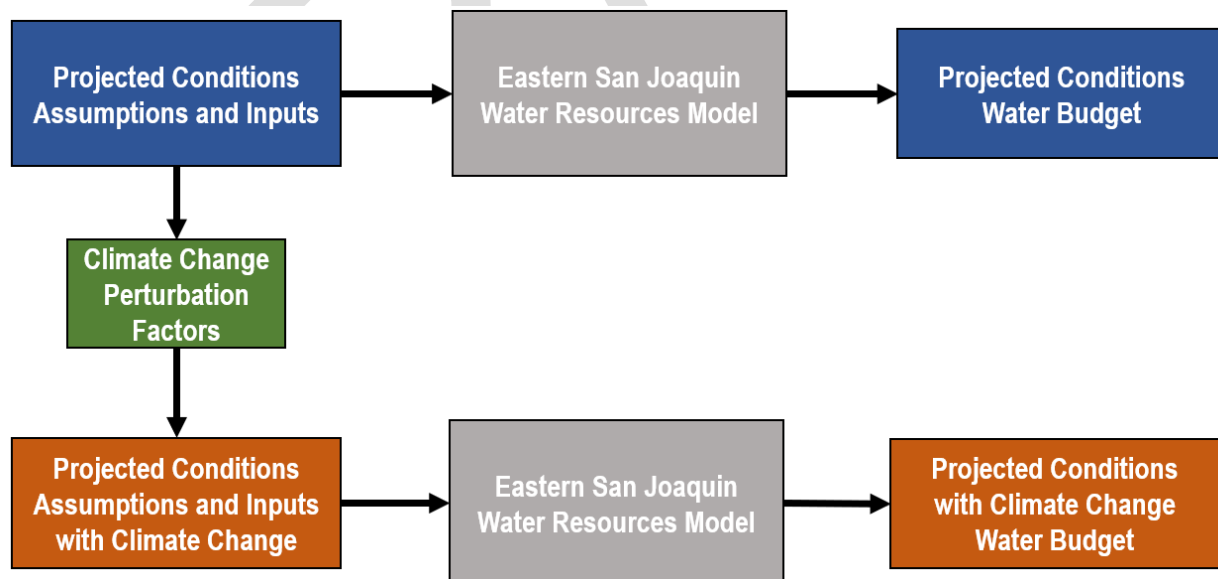 Projected Conditions
Assumptions and Inputs
Eastern San Joaquin
Water Resources Model
Projected Conditions
Water Budget
Climate Change
Perturbation
Factors
Projected Conditions
Assumptions and Inputs
with Climate Change
Eastern San Joaquin
Water Resources Model
Projected Conditions
with Climate Change
Water Budget